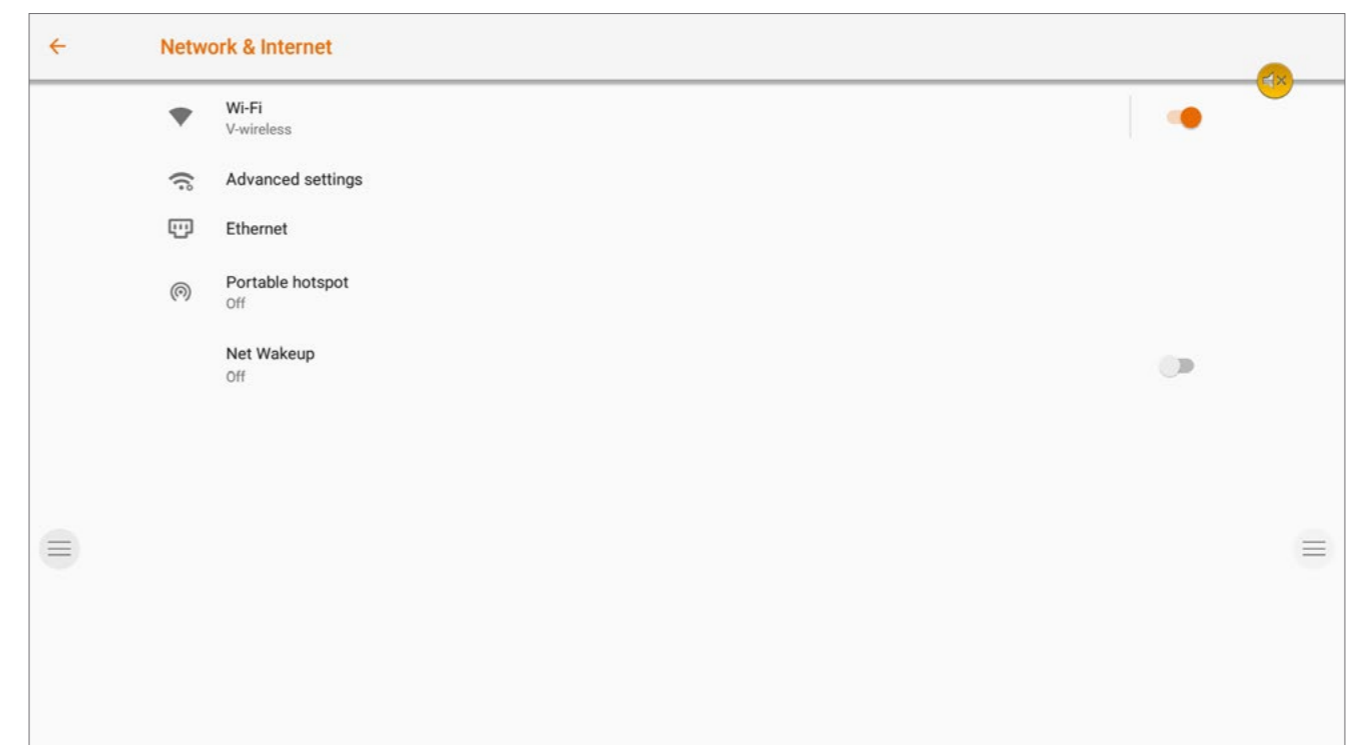 Network & Internet
Wi-Fi
V-wireless
Advanced settings
Ethernet
Portable hotspot
Off
Net Wakeup
Off